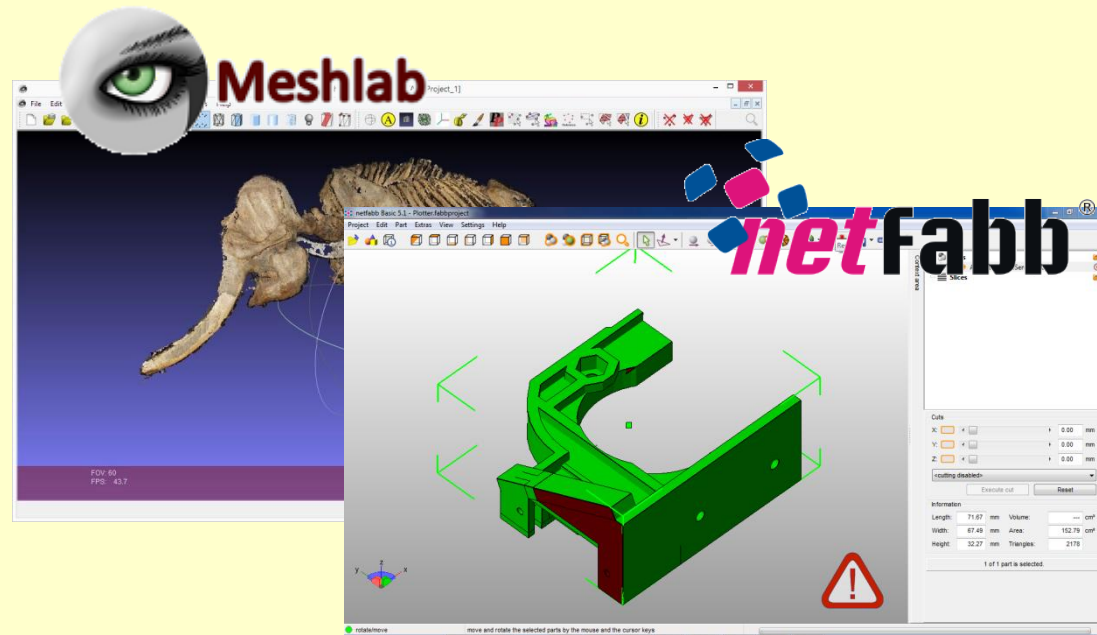 Meshlab
Project_1]
File Edit
FOV: 60
FPS: 43.7
netfabb Basic 5.1 - Plotter.fabbproject
Project Edit Part Extras View Settings Help
netfabb®
Context area
Slices
Cuts
X: 0.00 mm
Y: 0.00 mm
Z: 0.00 mm
<cutting disabled>
Execute cut Reset
Information
Length: 71.67 mm Volume: --- cm³
Width: 67.49 mm Area: 152.79 cm²
Height: 32.27 mm Triangles: 2178
1 of 1 part is selected.
z
y x
rotate/move move and rotate the selected parts by the mouse and the cursor keys